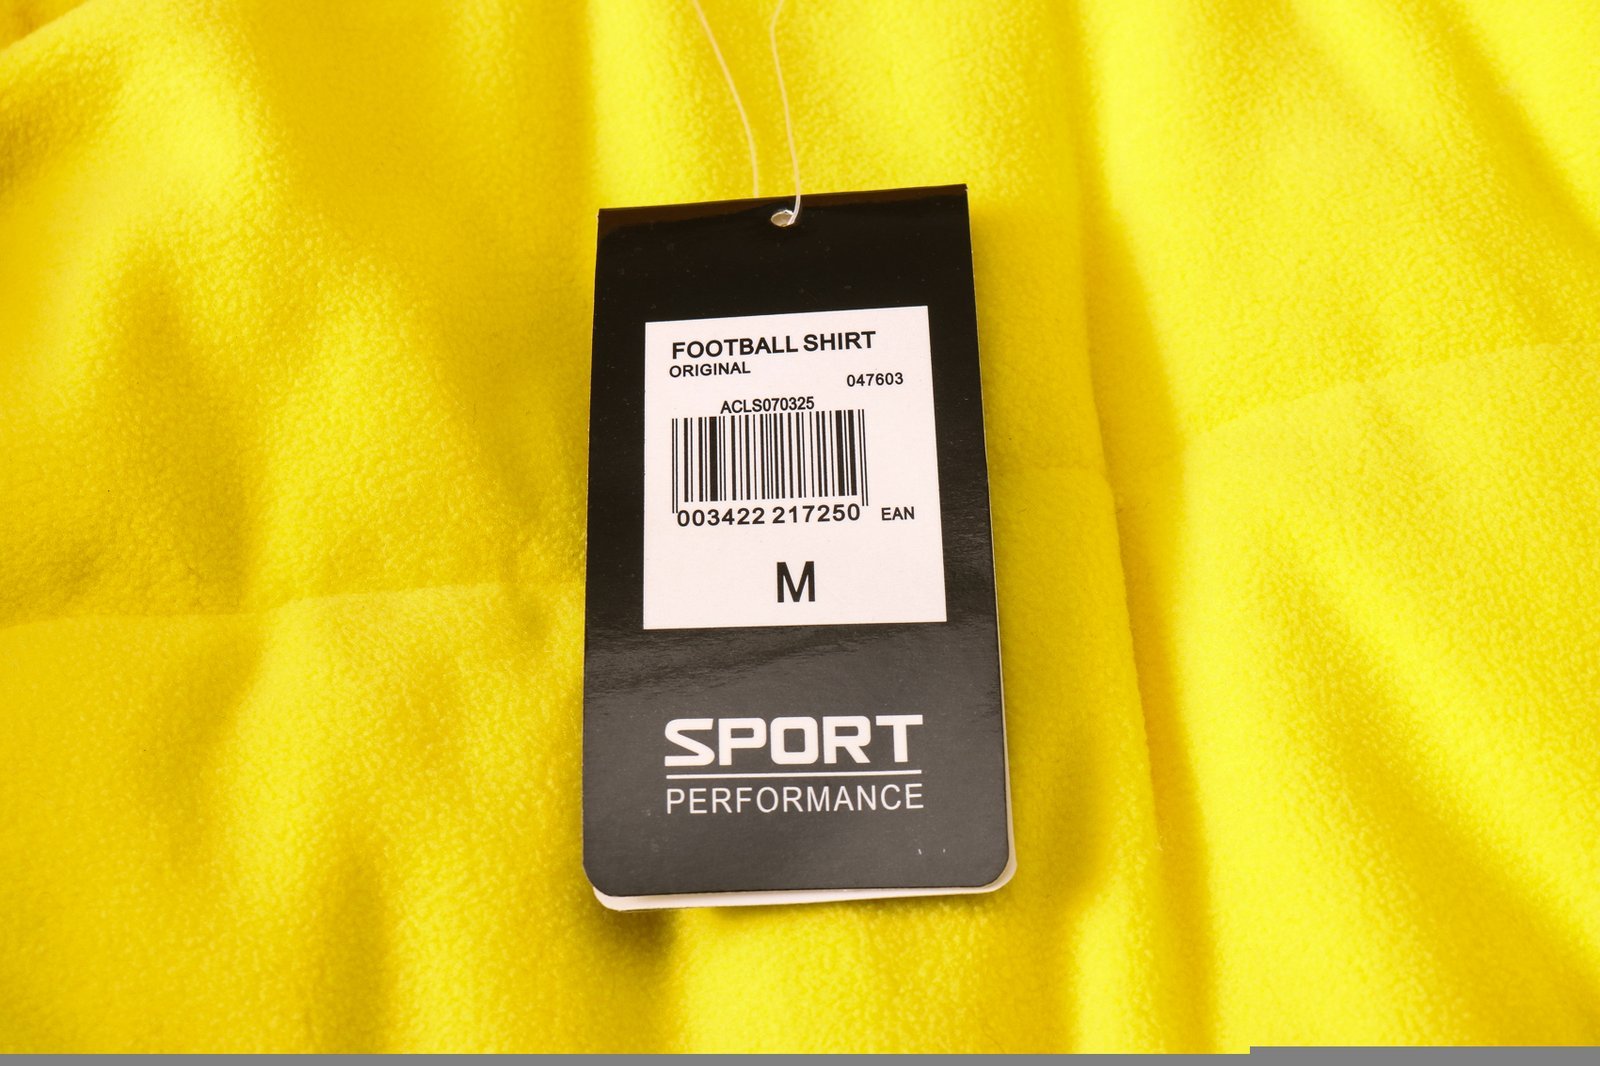 FOOTBALL SHIRT
ORIGINAL
047603
ACLS070325
003422 217250 EAN
M
SPORT
PERFORMANCE